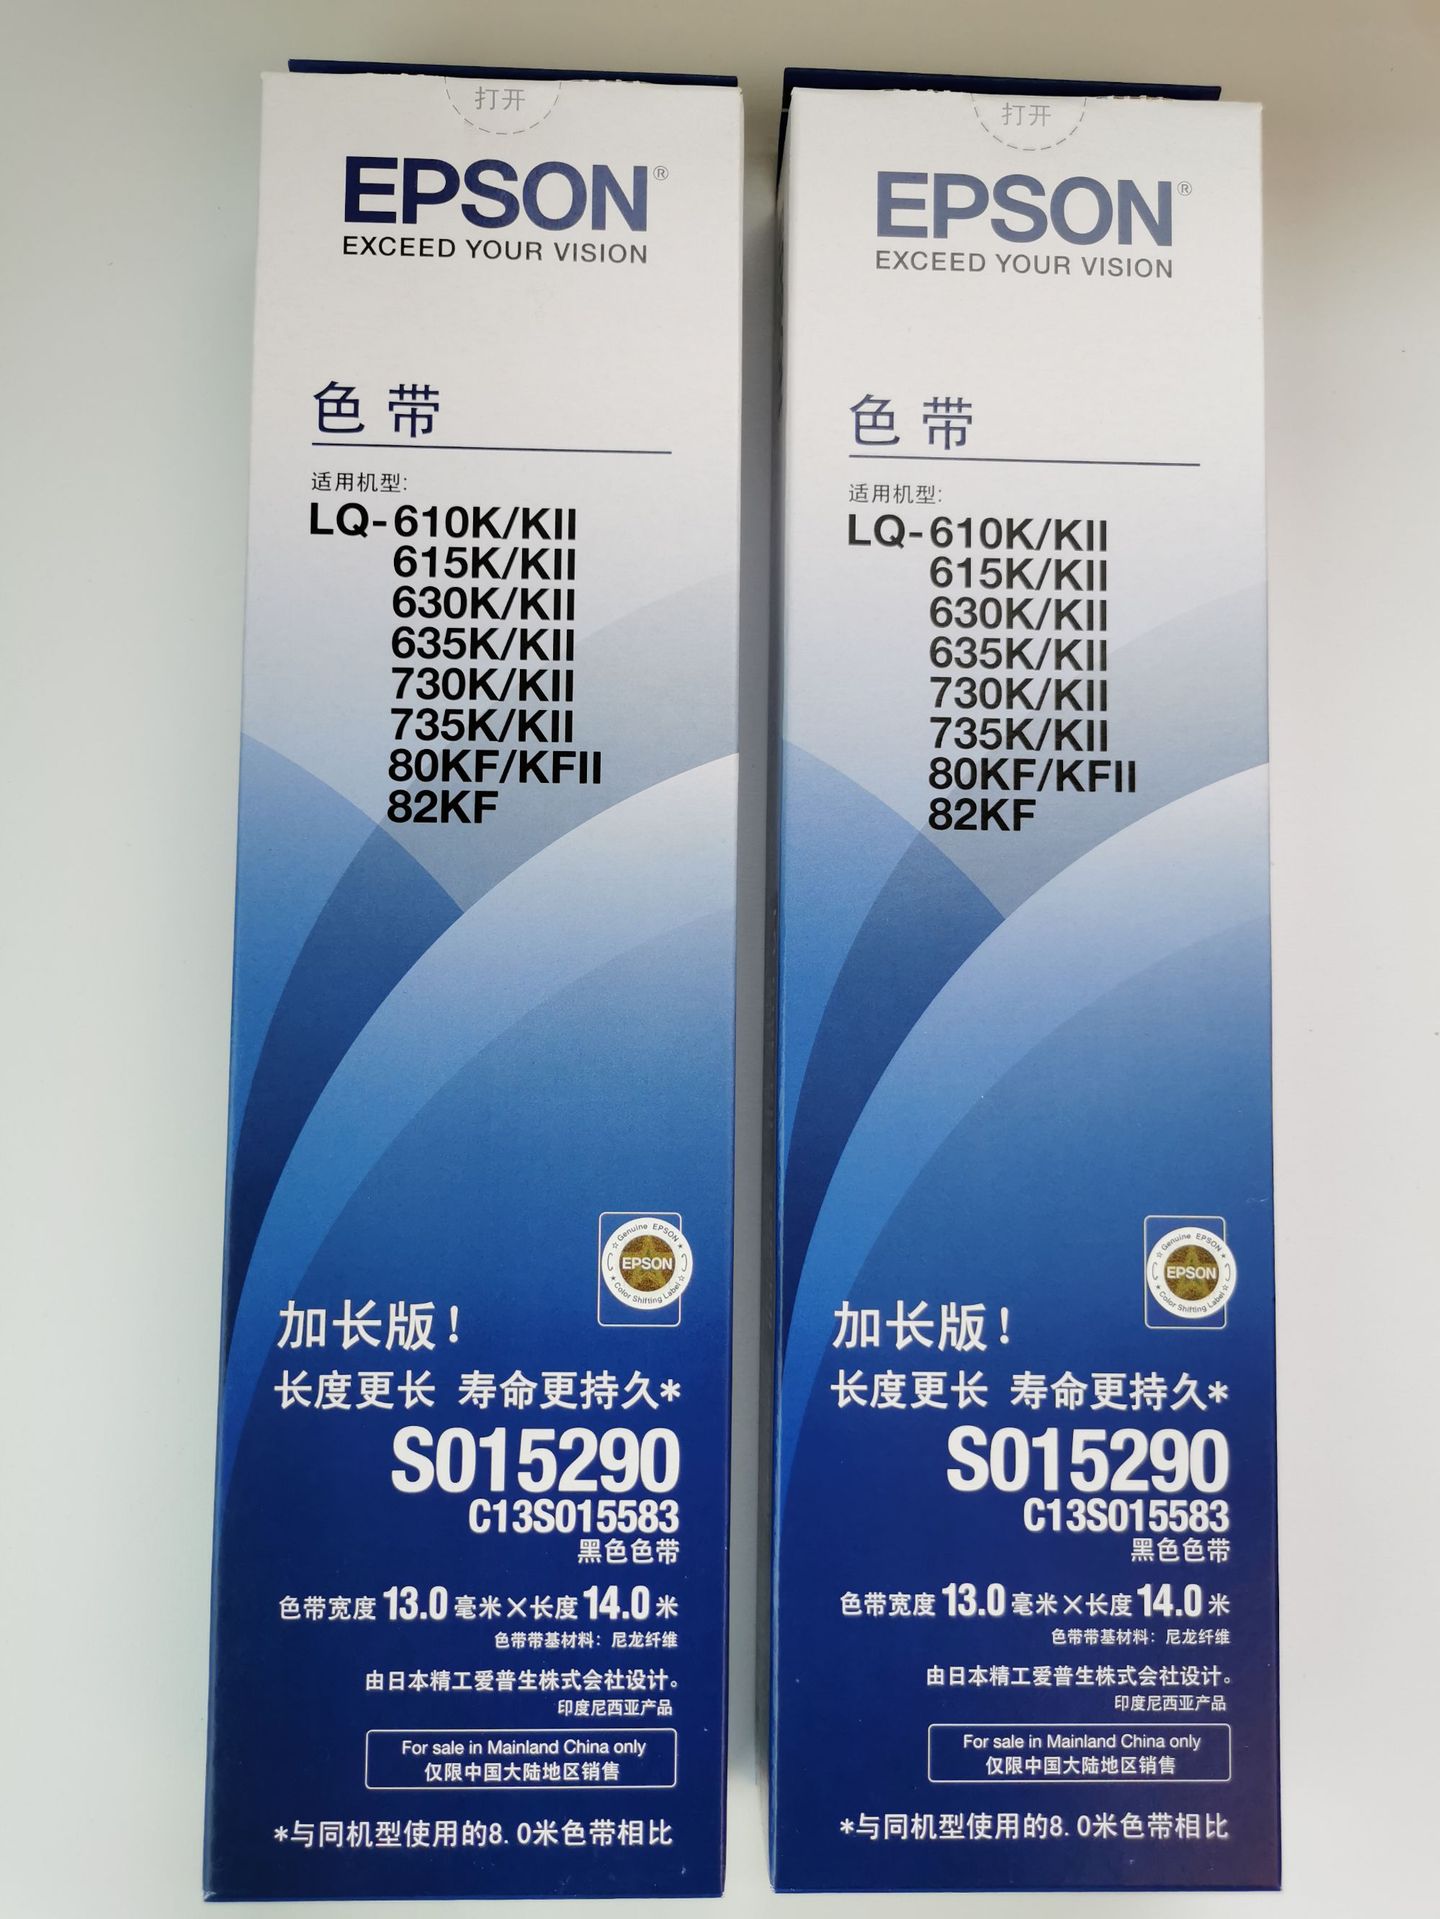 打开
EPSON®
EXCEED YOUR VISION
色带
适用机型:
LQ-610K/KII
615K/KII
630K/KII
635K/KII
730K/KII
735K/KII
80KF/KFII
82KF
Genuine EPSON
EPSON
Color Shifting Label
加长版！
长度更长 寿命更持久*
S015290
C13S015583
黑色色带
色带宽度 13.0 毫米×长度 14.0 米
色带带基材料：尼龙纤维
由日本精工爱普生株式会社设计。
印度尼西亚产品
For sale in Mainland China only
仅限中国大陆地区销售
*与同机型使用的8.0米色带相比
打开
EPSON®
EXCEED YOUR VISION
色带
适用机型:
LQ-610K/KII
615K/KII
630K/KII
635K/KII
730K/KII
735K/KII
80KF/KFII
82KF
Genuine EPSON
EPSON
Color Shifting Label
加长版！
长度更长 寿命更持久*
S015290
C13S015583
黑色色带
色带宽度 13.0 毫米×长度 14.0 米
色带带基材料：尼龙纤维
由日本精工爱普生株式会社设计。
印度尼西亚产品
For sale in Mainland China only
仅限中国大陆地区销售
*与同机型使用的8.0米色带相比